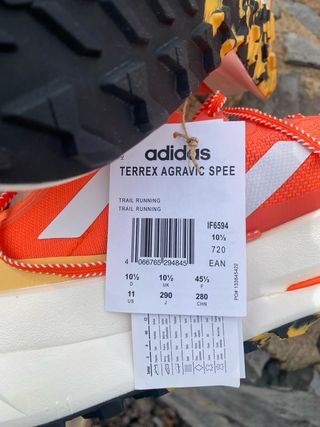 adidas
TERREX AGRAVIC SPEE
TRAIL RUNNING
TRAIL RUNNING
IF6594
10½
720
EAN
4 066765 294845
10½ 10½ 45⅓
D UK F
11 290 280
US J CHN